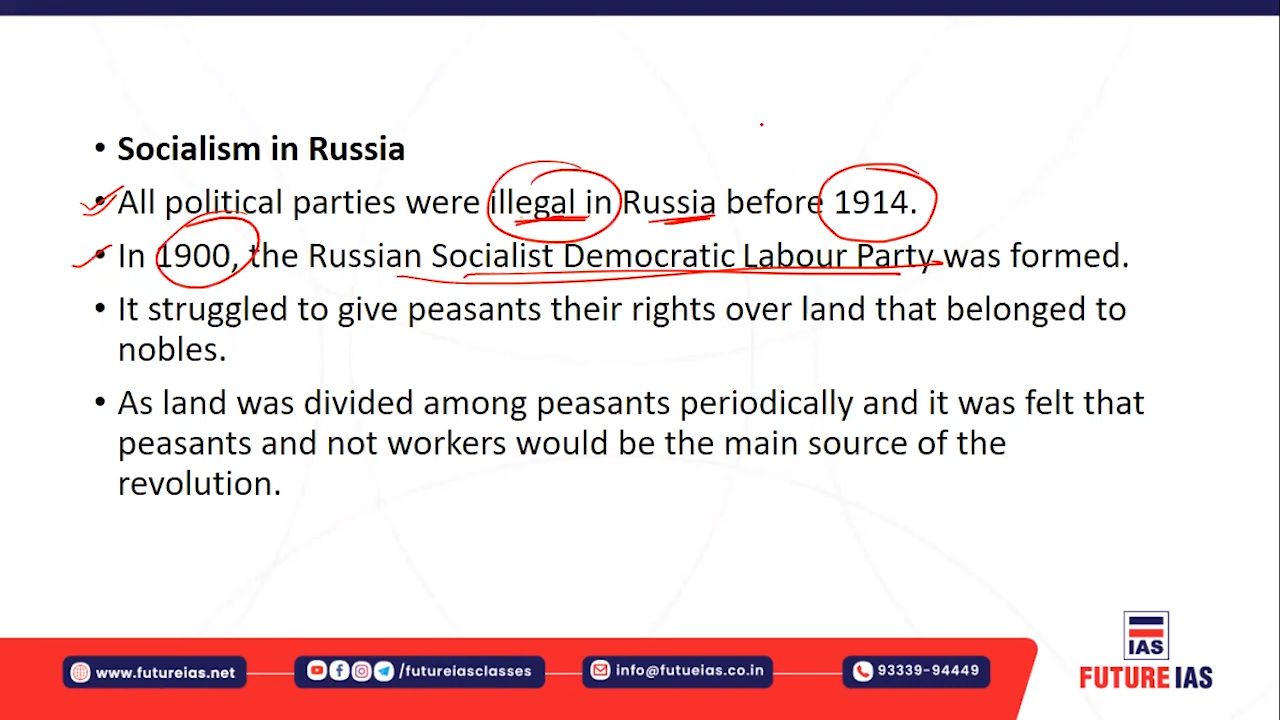 • Socialism in Russia
• All political parties were illegal in Russia before 1914.
• In 1900, the Russian Socialist Democratic Labour Party was formed.
• It struggled to give peasants their rights over land that belonged to
nobles.
• As land was divided among peasants periodically and it was felt that
peasants and not workers would be the main source of the
revolution.
www.futureias.net
/futureiasclasses
info@futueias.co.in
93339-94449
IAS
FUTURE IAS